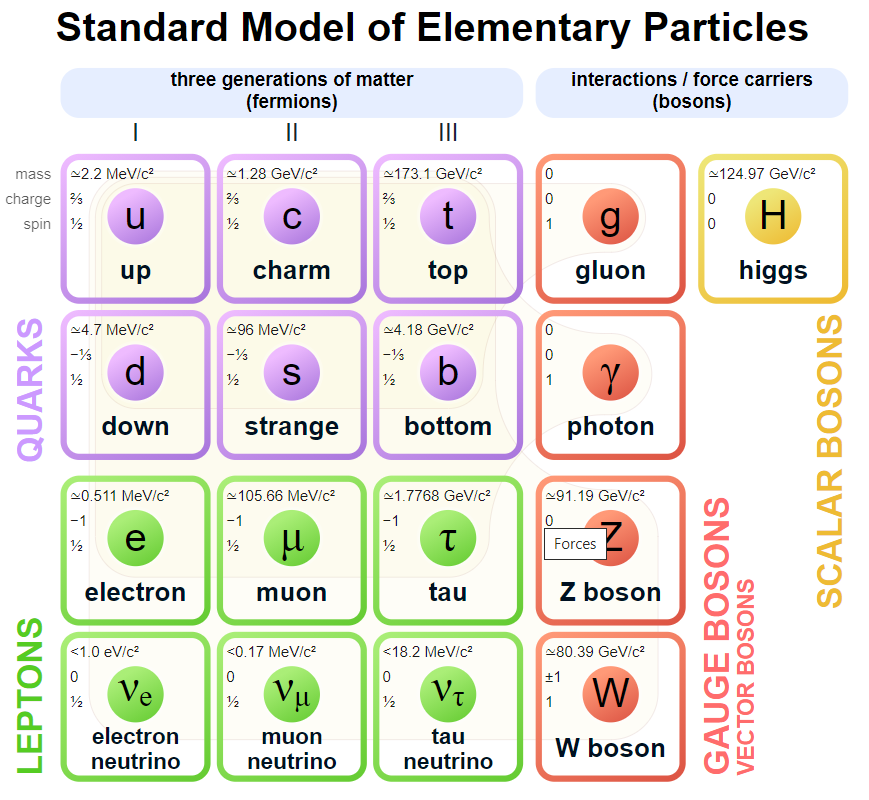 Standard Model of Elementary Particles
three generations of matter
(fermions)
interactions / force carriers
(bosons)
I
II
III
mass
charge
spin
≃2.2 MeV/c²
⅔
½
u
up
≃1.28 GeV/c²
⅔
½
c
charm
≃173.1 GeV/c²
⅔
½
t
top
0
0
1
g
gluon
≃124.97 GeV/c²
0
0
H
higgs
QUARKS
≃4.7 MeV/c²
−⅓
½
d
down
≃96 MeV/c²
−⅓
½
s
strange
≃4.18 GeV/c²
−⅓
½
b
bottom
0
0
1
γ
photon
SCALAR BOSONS
LEPTONS
≃0.511 MeV/c²
−1
½
e
electron
≃105.66 MeV/c²
−1
½
μ
muon
≃1.7768 GeV/c²
−1
½
τ
tau
≃91.19 GeV/c²
0
Forces
Z
Z boson
GAUGE BOSONS
VECTOR BOSONS
<1.0 eV/c²
0
½
νe
electron
neutrino
<0.17 MeV/c²
0
½
νμ
muon
neutrino
<18.2 MeV/c²
0
½
ντ
tau
neutrino
≃80.39 GeV/c²
±1
1
W
W boson